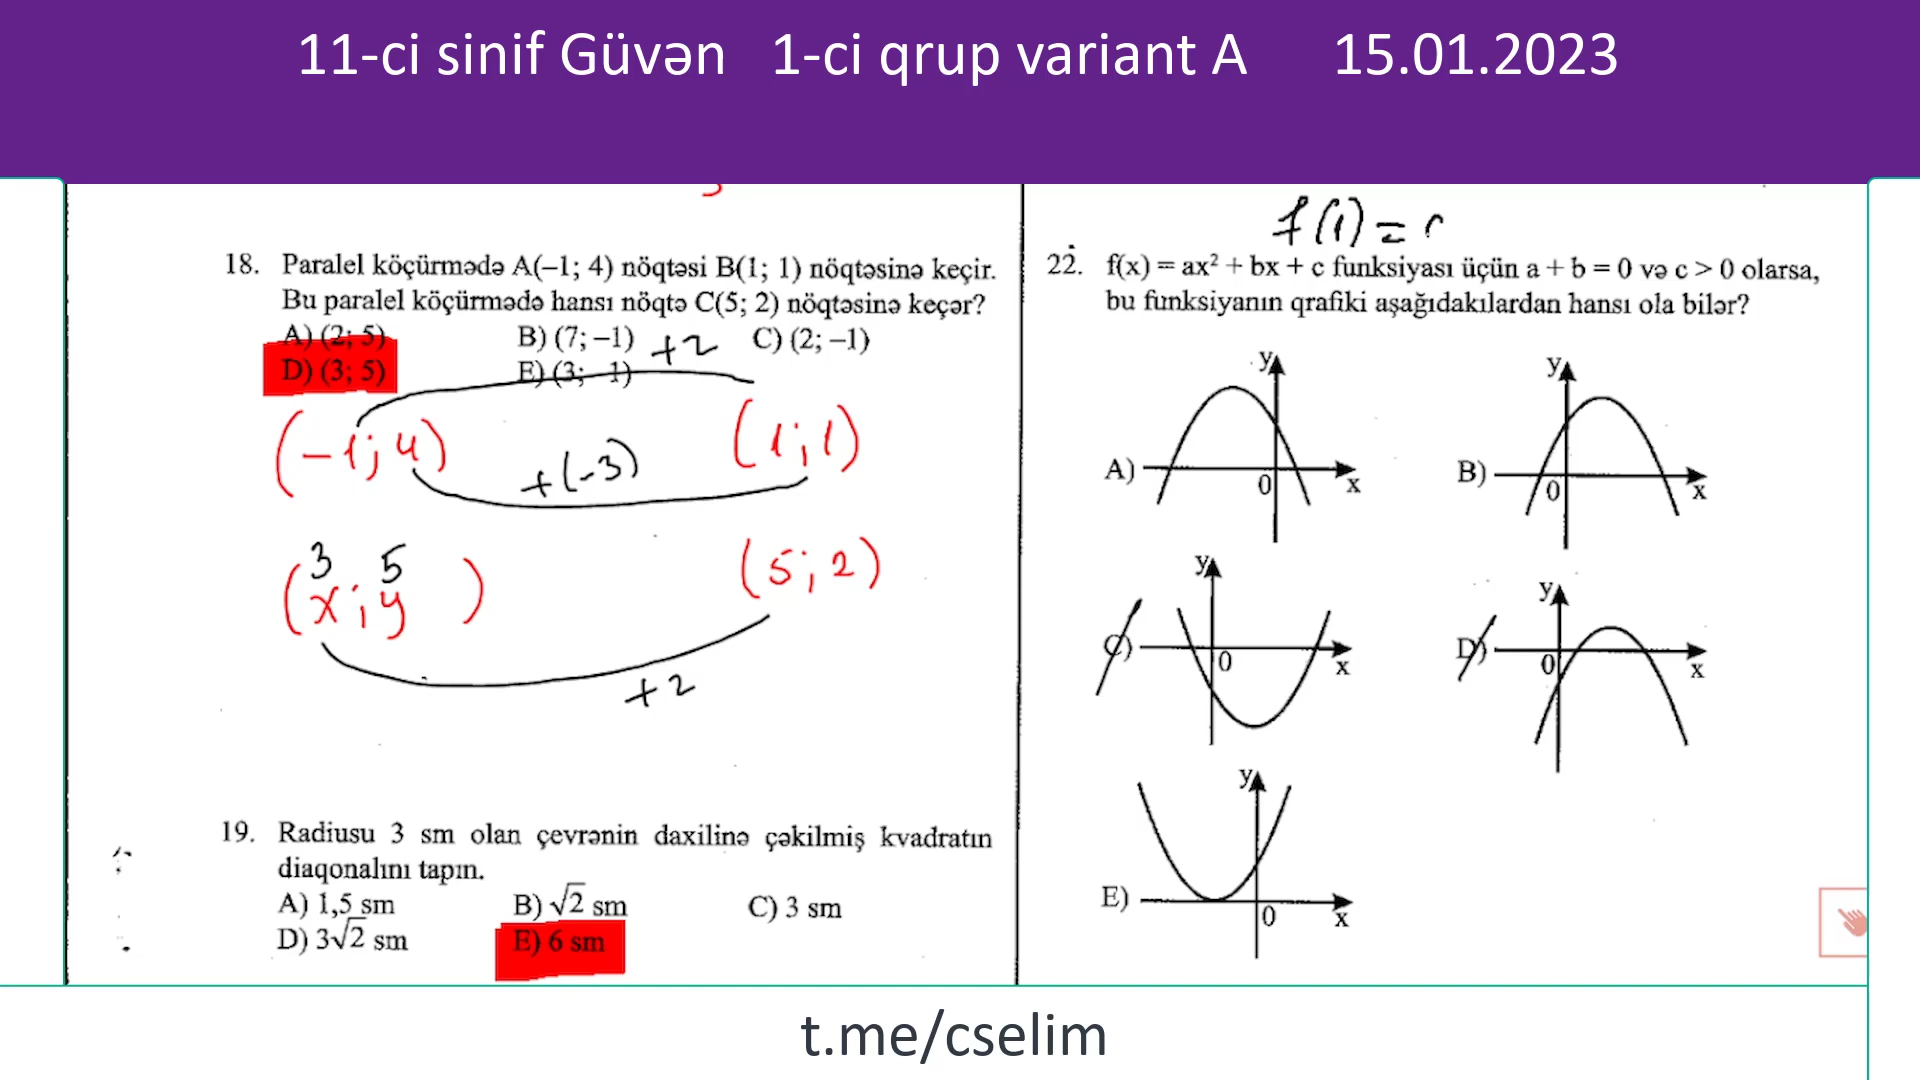 11-ci sinif Güvən 1-ci qrup variant A 15.01.2023
18. Paralel köçürmədə A(–1; 4) nöqtəsi B(1; 1) nöqtəsinə keçir.
Bu paralel köçürmədə hansı nöqtə C(5; 2) nöqtəsinə keçər?
A) (2; 5) B) (7; –1) C) (2; –1)
D) (3; 5) E) (3; –1)
+2
(-1; 4) (1; 1)
+(-3)
3 5
(x; y ) (5; 2)
+2
19. Radiusu 3 sm olan çevrənin daxilinə çəkilmiş kvadratın
diaqonalını tapın.
A) 1,5 sm B) √2 sm C) 3 sm
D) 3√2 sm E) 6 sm
f(1) =
22. f(x) = ax² + bx + c funksiyası üçün a + b = 0 və c > 0 olarsa,
bu funksiyanın qrafiki aşağıdakılardan hansı ola bilər?
y y
A) 0 x B) 0 x
y y
C) 0 x D) 0 x
y
E) 0 x
t.me/cselim